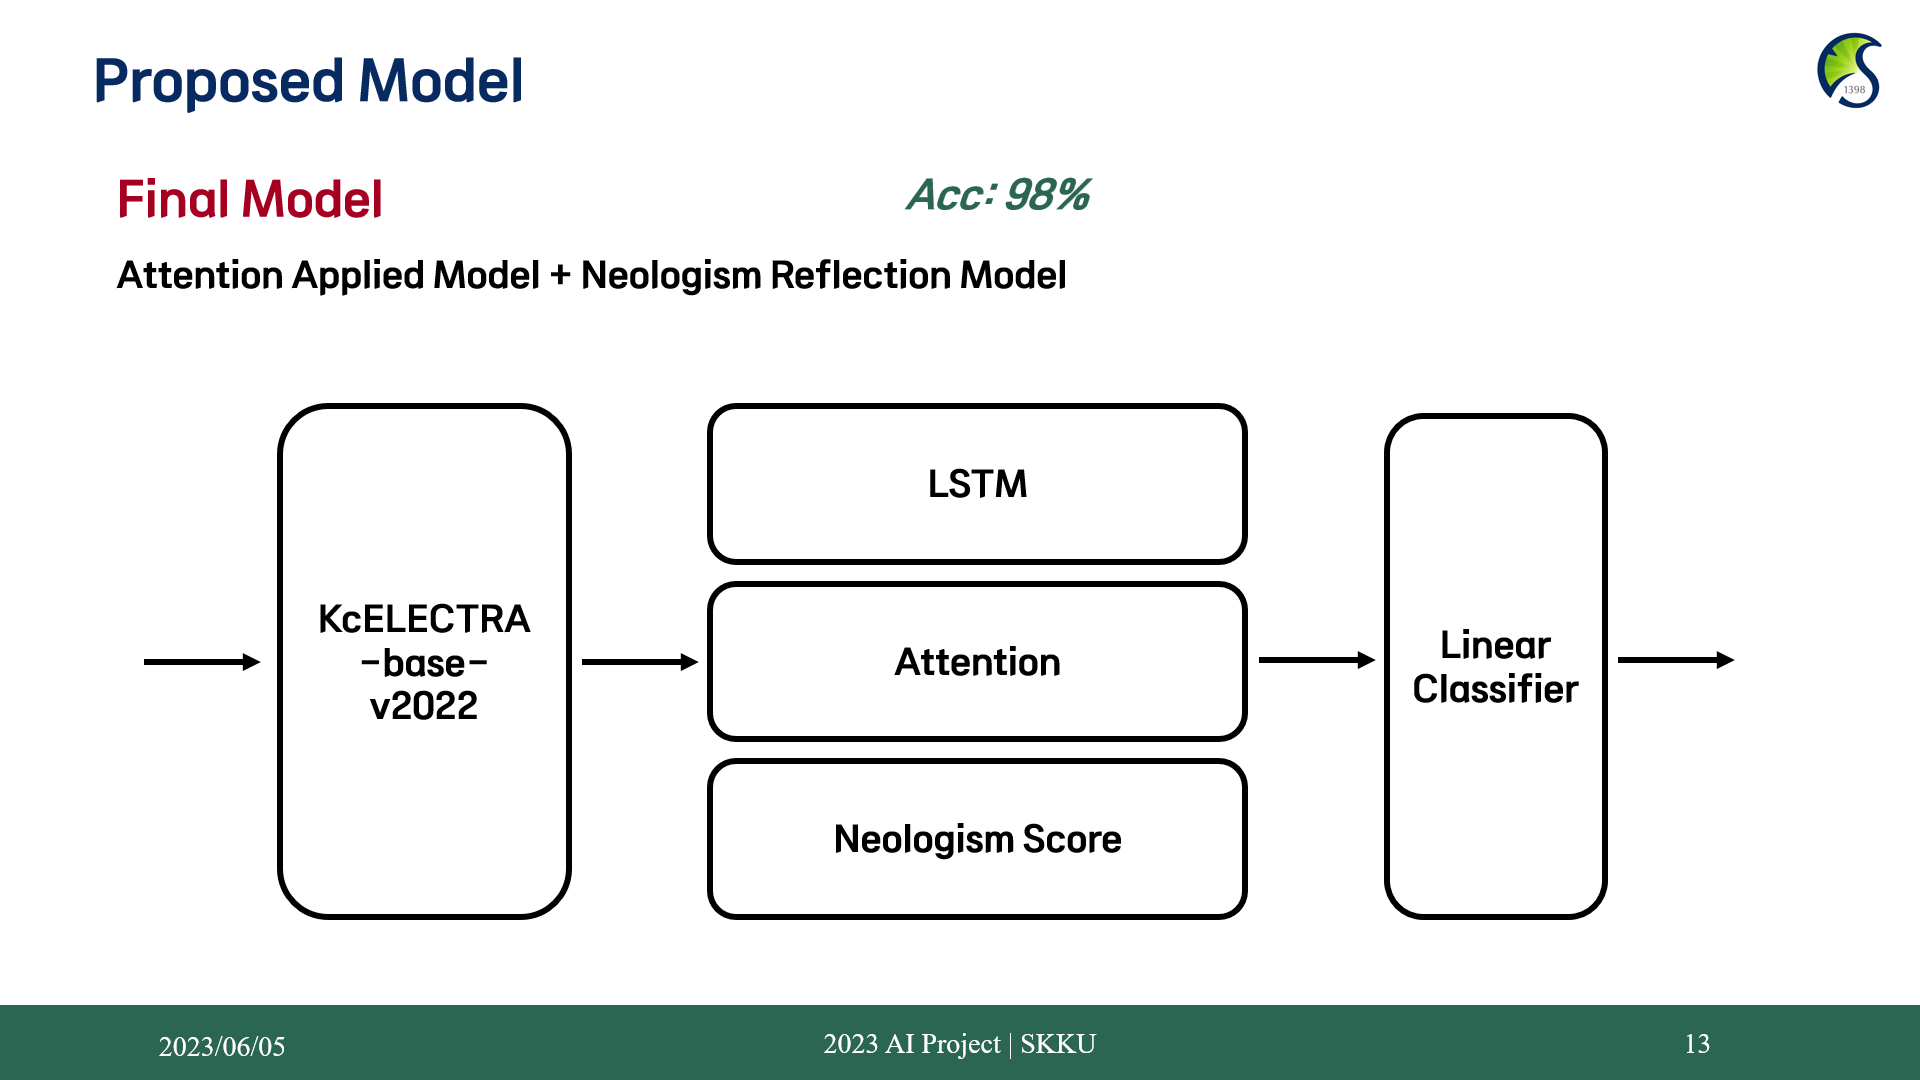 Proposed Model
1398
Final Model
Acc: 98%
Attention Applied Model + Neologism Reflection Model
KcELECTRA
-base-
v2022
LSTM
Attention
Neologism Score
Linear
Classifier
2023/06/05
2023 AI Project | SKKU
13